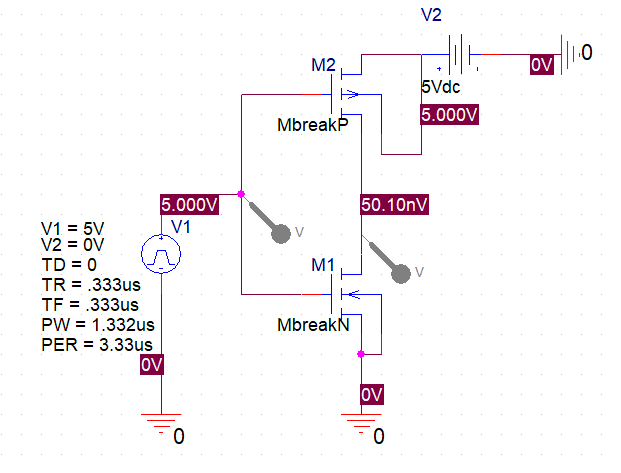 V2
0
0V
+
-
5Vdc
M2
5.000V
MbreakP
5.000V
50.10nV
V1
V
V1 = 5V
V2 = 0V
TD = 0
TR = .333us
TF = .333us
PW = 1.332us
PER = 3.33us
M1
V
MbreakN
0V
0V
0
0